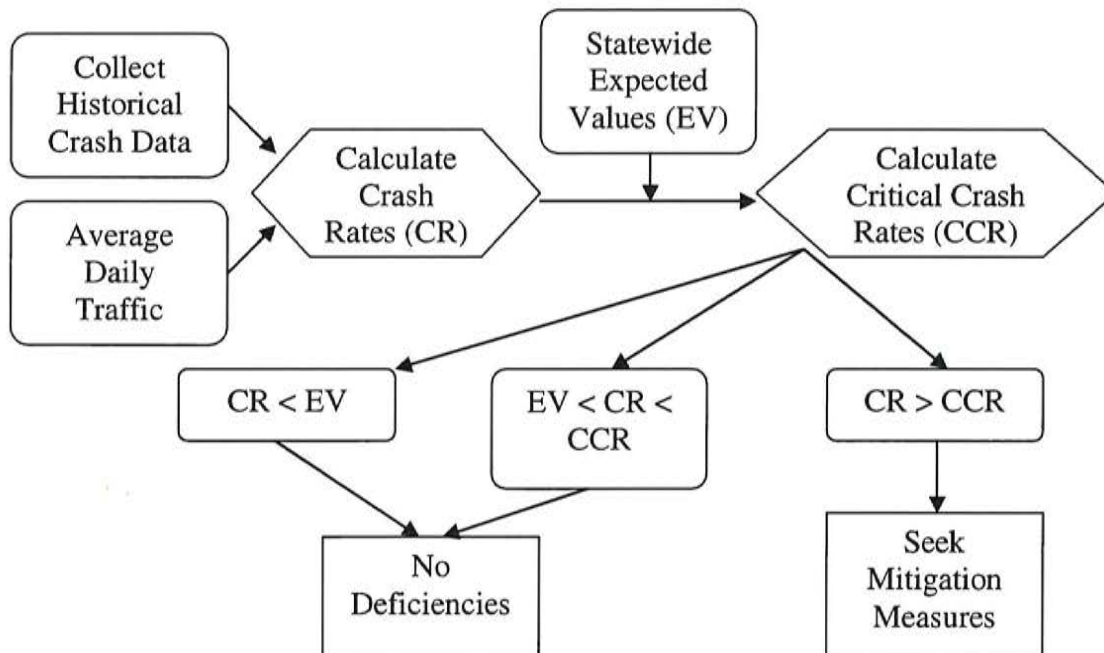 Collect
Historical
Crash Data
Statewide
Expected
Values (EV)
Calculate
Crash
Rates (CR)
Calculate
Critical Crash
Rates (CCR)
Average
Daily
Traffic
CR < EV
EV < CR <
CCR
CR > CCR
No
Deficiencies
Seek
Mitigation
Measures